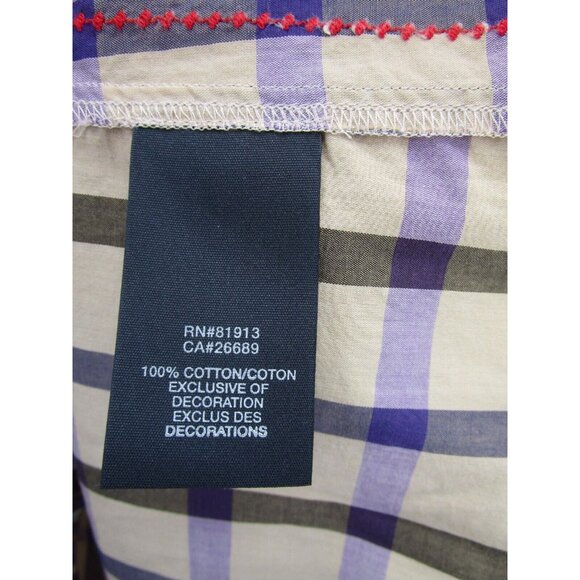 RN#81913
CA#26689
100% COTTON/COTON
EXCLUSIVE OF
DECORATION
EXCLUS DES
DECORATIONS